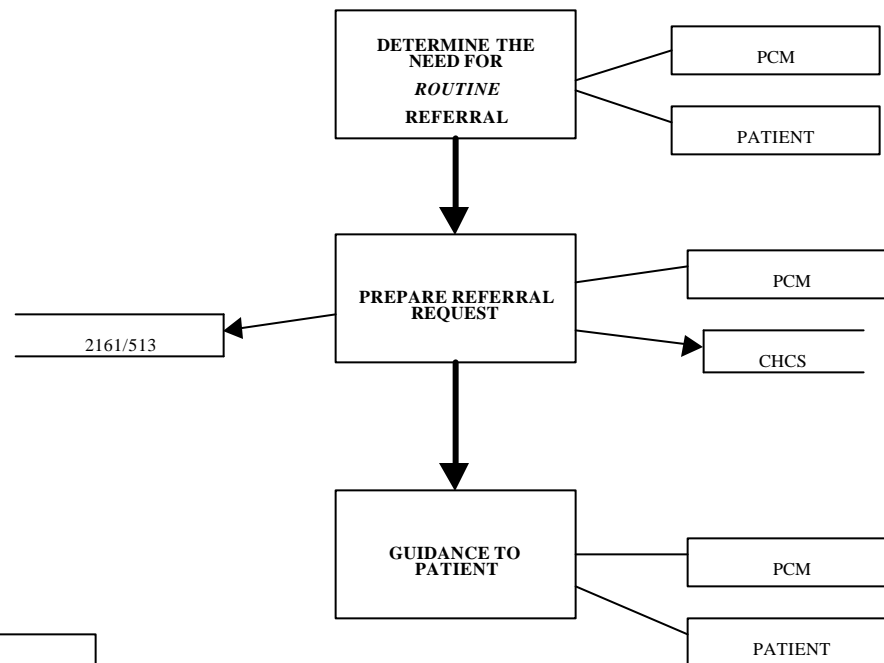 DETERMINE THE
NEED FOR
ROUTINE
REFERRAL
PCM
PATIENT
PREPARE REFERRAL
REQUEST
PCM
2161/513
CHCS
GUIDANCE TO
PATIENT
PCM
PATIENT